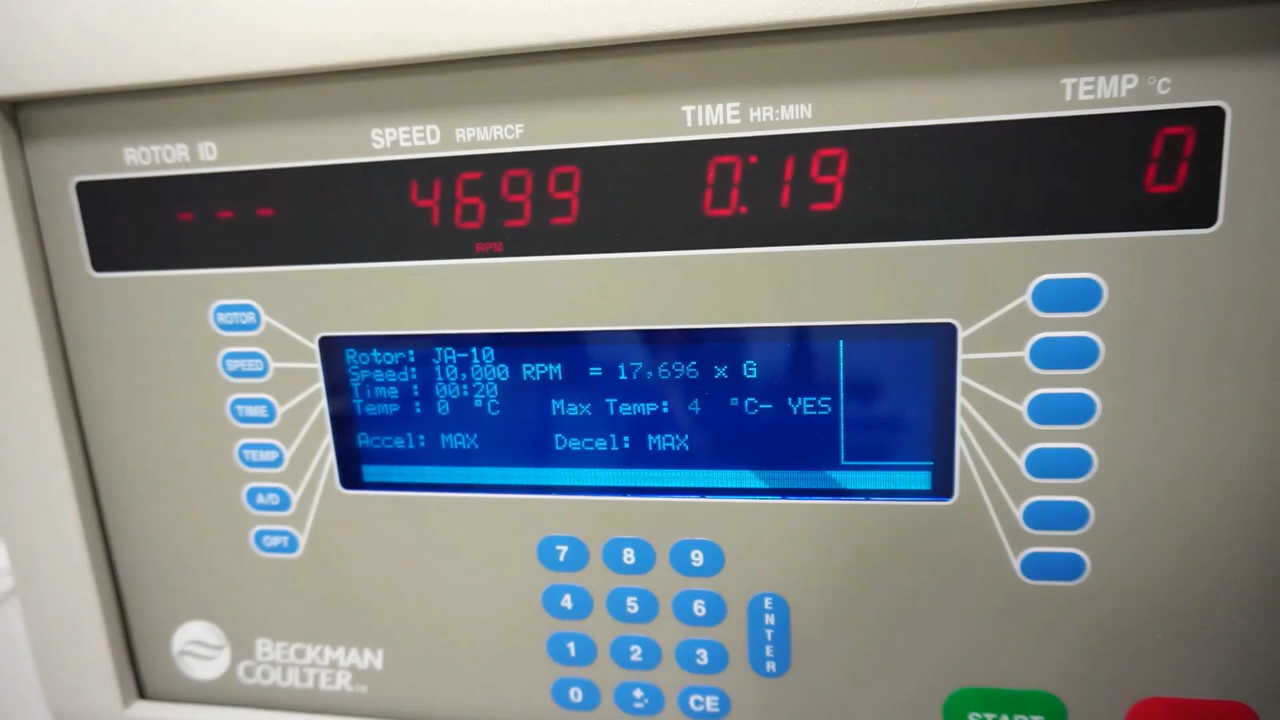 ROTOR ID
SPEED RPM/RCF
TIME HR:MIN
TEMP °C
--- 4699 0:19 0
RPM
ROTOR
SPEED
TIME
TEMP
A/D
OPT
Rotor: JA-10
Speed: 10,000 RPM = 17,696 x G
Time : 00:20
Temp : 0 °C Max Temp: 4 °C- YES
Accel: MAX Decel: MAX
7 8 9
4 5 6
1 2 3
0 +- CE
ENTER
BECKMAN
COULTER™
START